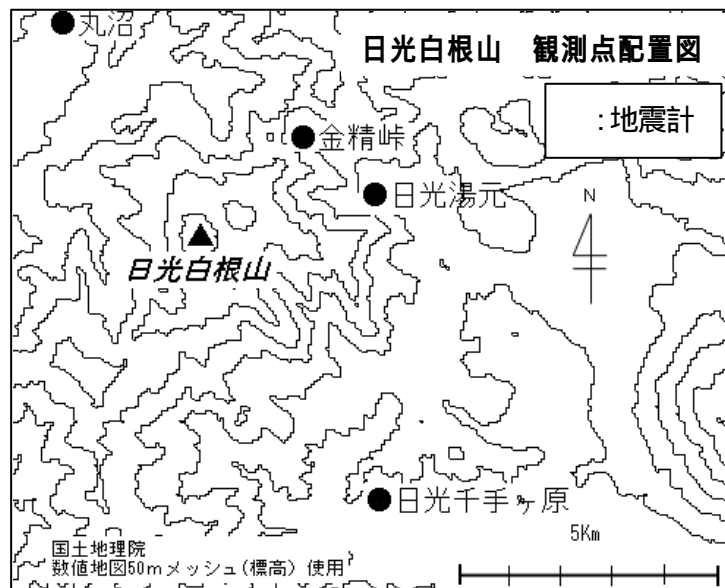 丸沼
日光白根山 観測点配置図
:地震計
金精峠
日光湯元
N
日光白根山
日光千手ヶ原
5Km
国土地理院
数値地図50mメッシュ(標高) 使用